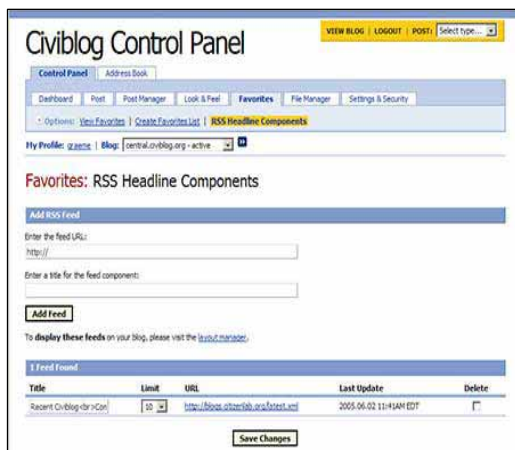 Civiblog Control Panel
VIEW BLOG | LOGOUT | POST: Select type...
Control Panel Address Book
Dashboard Post Post Manager Look & Feel Favorites File Manager Settings & Security
Options: View Favorites | Create Favorites List | RSS Headline Components
My Profile: graeme | Blog: central.civiblog.org - active
Favorites: RSS Headline Components
Add RSS Feed
Enter the feed URL:
http://
Enter a title for the feed component:
Add Feed
To display these feeds on your blog, please visit the layout manager.
1 Feed Found
Title Limit URL Last Update Delete
Recent Civiblog<br>Con 10 http://blogs.citizenlab.org/latest.xml 2005.06.02 11:41AM EDT
Save Changes